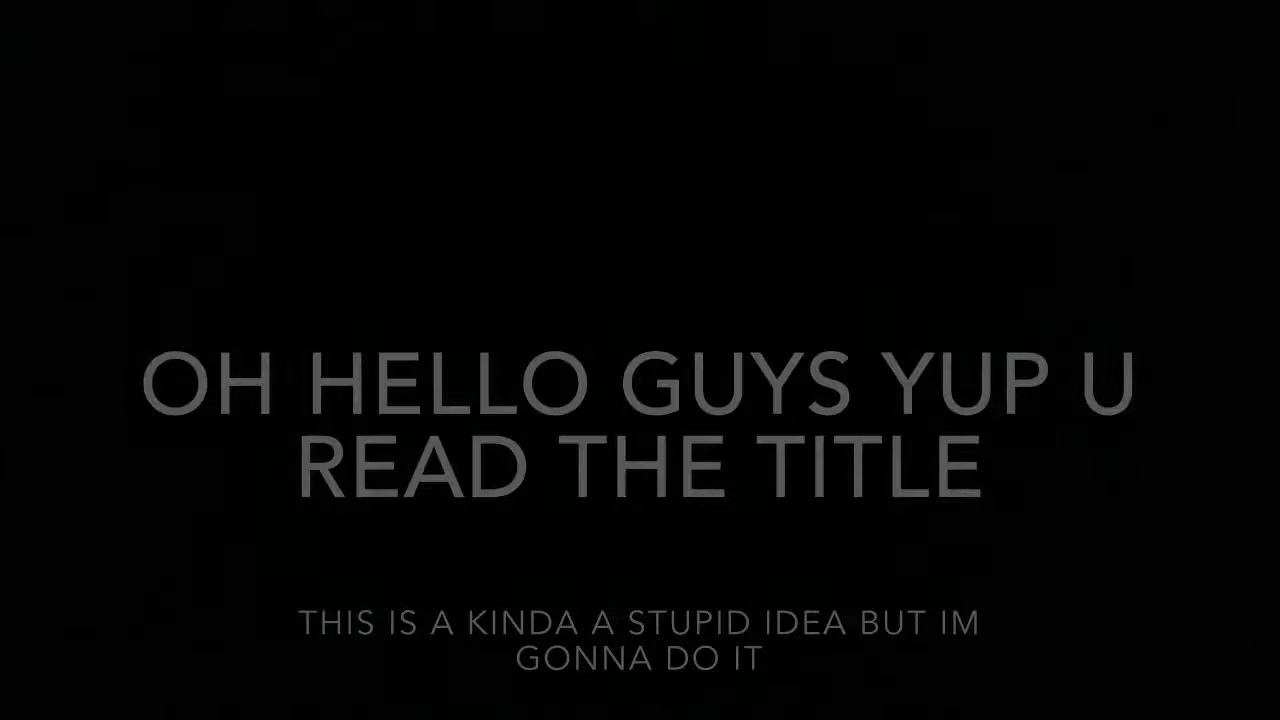 OH HELLO GUYS YUP U
READ THE TITLE
THIS IS A KINDA A STUPID IDEA BUT IM
GONNA DO IT